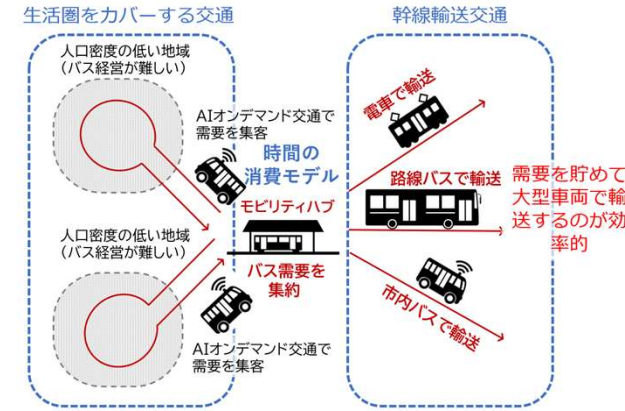 生活圏をカバーする交通
幹線輸送交通
人口密度の低い地域
(バス経営が難しい)
AIオンデマンド交通で
需要を集客
時間の
消費モデル
モビリティハブ
バス需要を
集約
人口密度の低い地域
(バス経営が難しい)
AIオンデマンド交通で
需要を集客
電車で輸送
路線バスで輸送
市内バスで輸送
需要を貯めて
大型車両で輸
送するのが効
率的